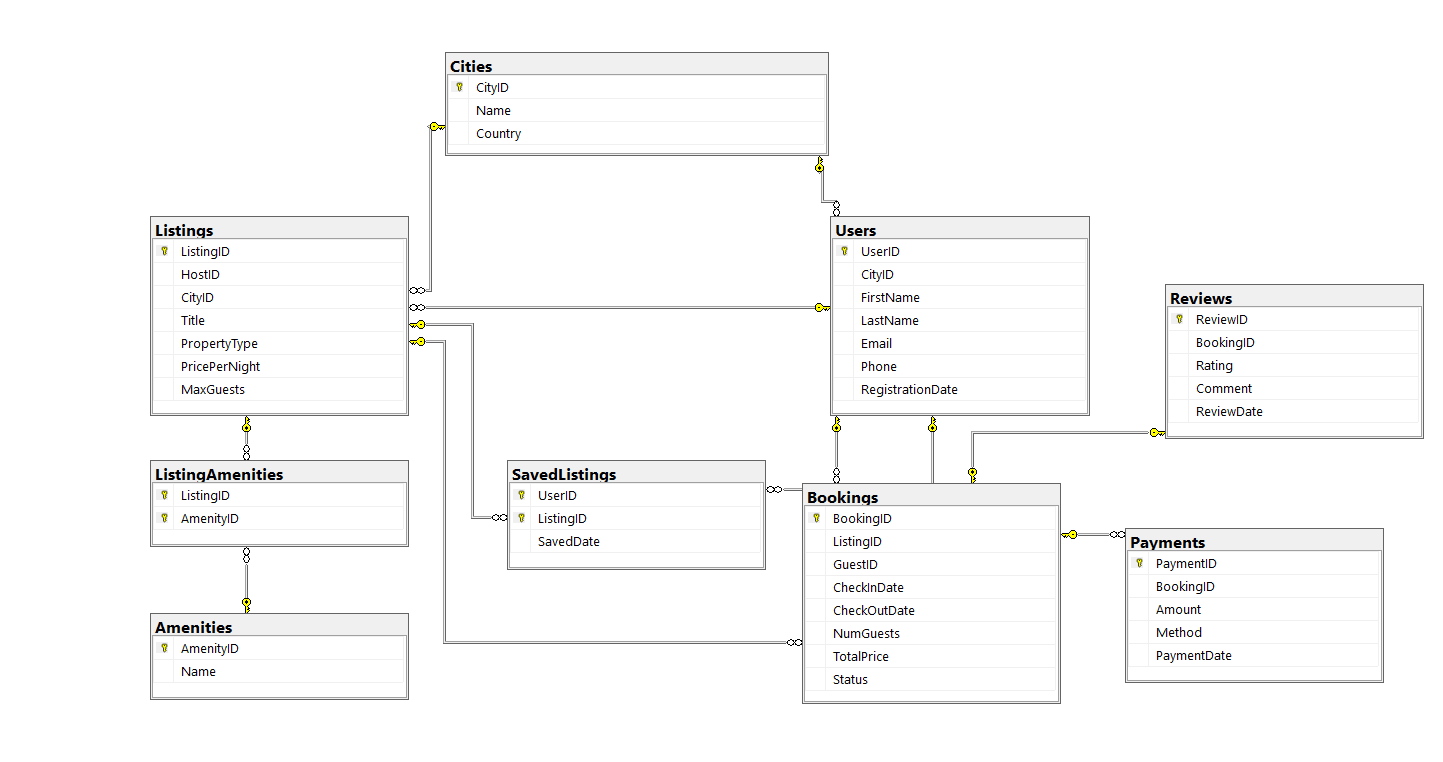 Cities
CityID
Name
Country
Listings
ListingID
HostID
CityID
Title
PropertyType
PricePerNight
MaxGuests
Users
UserID
CityID
FirstName
LastName
Email
Phone
RegistrationDate
Reviews
ReviewID
BookingID
Rating
Comment
ReviewDate
ListingAmenities
ListingID
AmenityID
SavedListings
UserID
ListingID
SavedDate
Bookings
BookingID
ListingID
GuestID
CheckInDate
CheckOutDate
NumGuests
TotalPrice
Status
Payments
PaymentID
BookingID
Amount
Method
PaymentDate
Amenities
AmenityID
Name